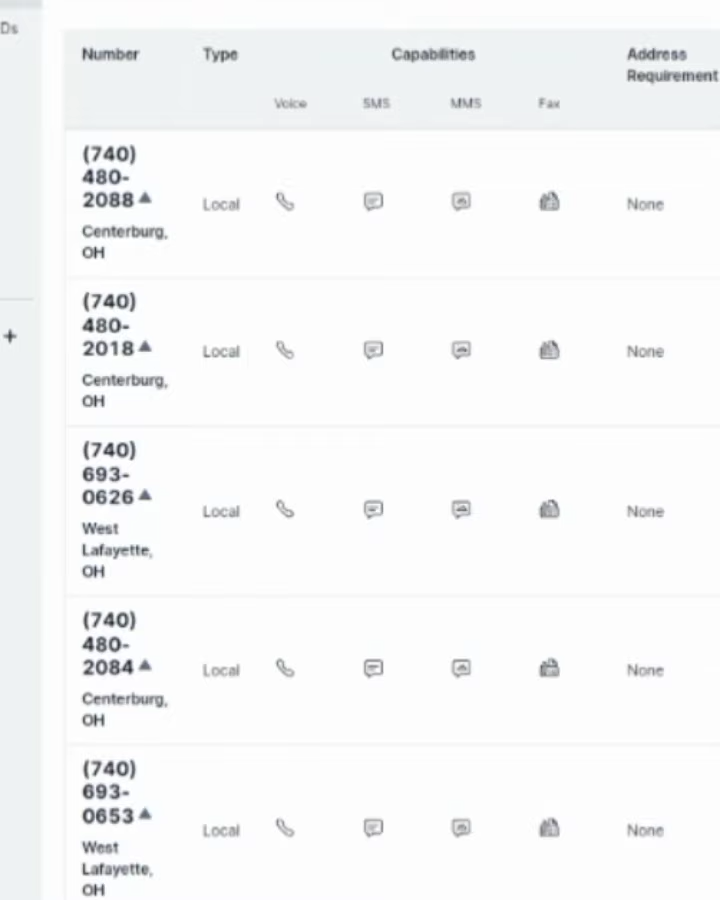 Ds
Number Type Capabilities Address
Requirement
Voice SMS MMS Fax
(740)
480-
2088
Local None
Centerburg,
OH
+
(740)
480-
2018
Local None
Centerburg,
OH
(740)
693-
0626
Local None
West
Lafayette,
OH
(740)
480-
2084
Local None
Centerburg,
OH
(740)
693-
0653
Local None
West
Lafayette,
OH